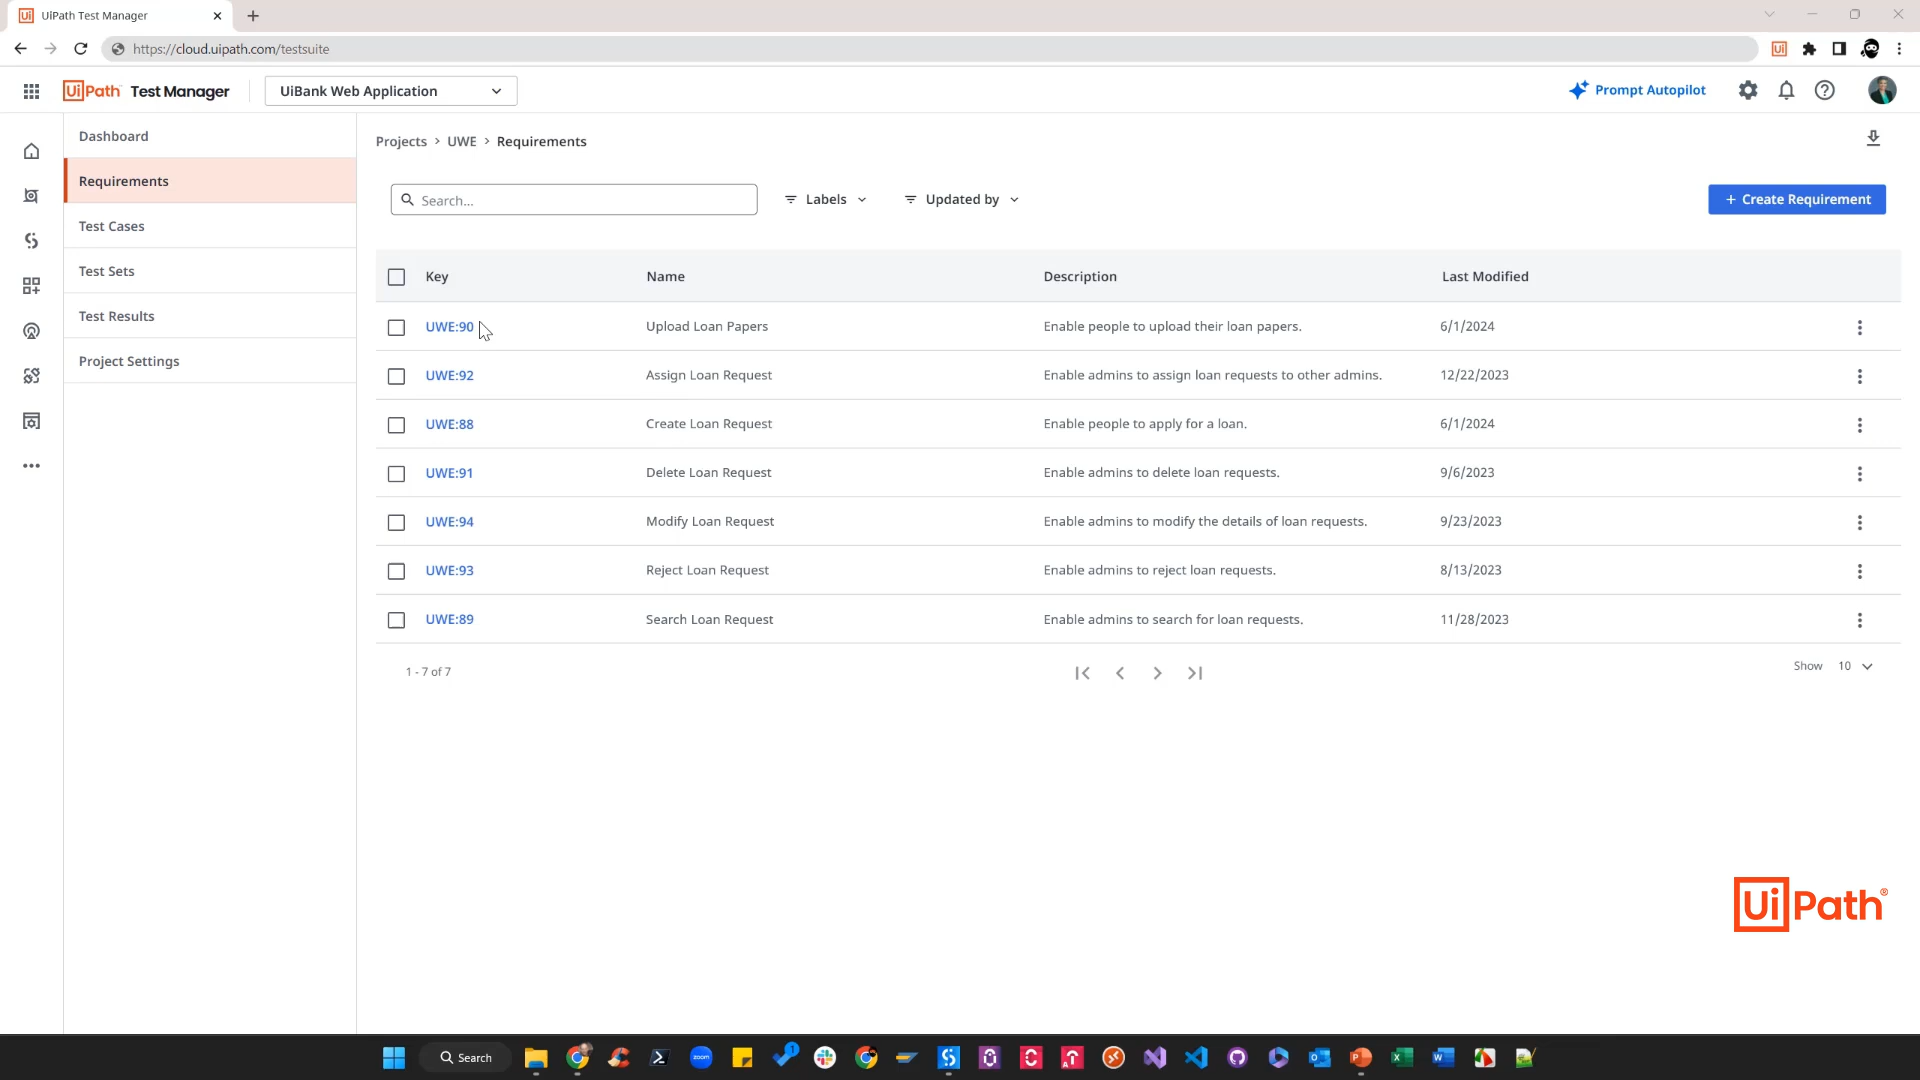 UiPath Test Manager
https://cloud.uipath.com/testsuite
UiPath Test Manager
UiBank Web Application
Prompt Autopilot
Dashboard
Requirements
Test Cases
Test Sets
Test Results
Project Settings
Projects > UWE > Requirements
Search...
Labels
Updated by
+ Create Requirement
Key Name Description Last Modified
UWE:90 Upload Loan Papers Enable people to upload their loan papers. 6/1/2024
UWE:92 Assign Loan Request Enable admins to assign loan requests to other admins. 12/22/2023
UWE:88 Create Loan Request Enable people to apply for a loan. 6/1/2024
UWE:91 Delete Loan Request Enable admins to delete loan requests. 9/6/2023
UWE:94 Modify Loan Request Enable admins to modify the details of loan requests. 9/23/2023
UWE:93 Reject Loan Request Enable admins to reject loan requests. 8/13/2023
UWE:89 Search Loan Request Enable admins to search for loan requests. 11/28/2023
1 - 7 of 7
Show 10
UiPath®
Search